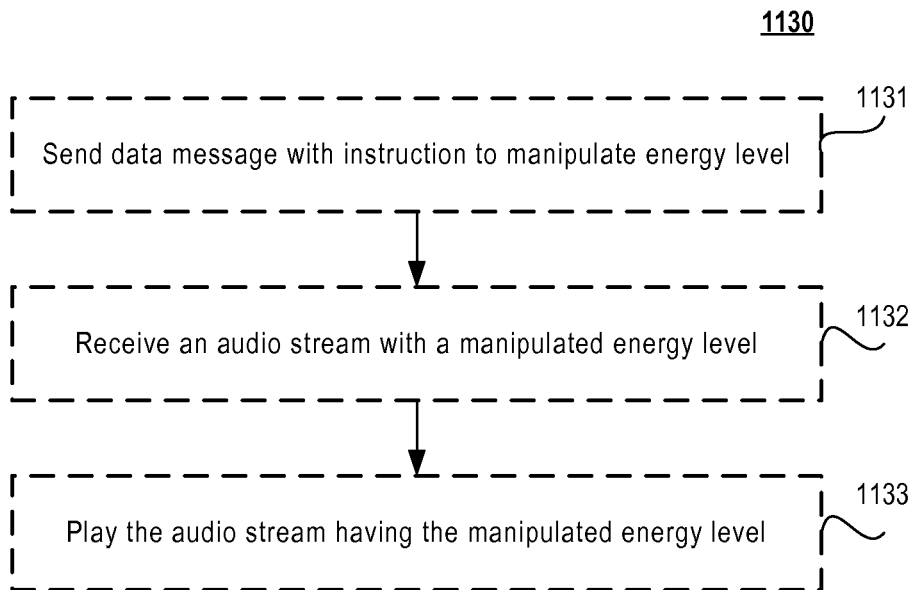 1130
1131
Send data message with instruction to manipulate energy level
1132
Receive an audio stream with a manipulated energy level
1133
Play the audio stream having the manipulated energy level